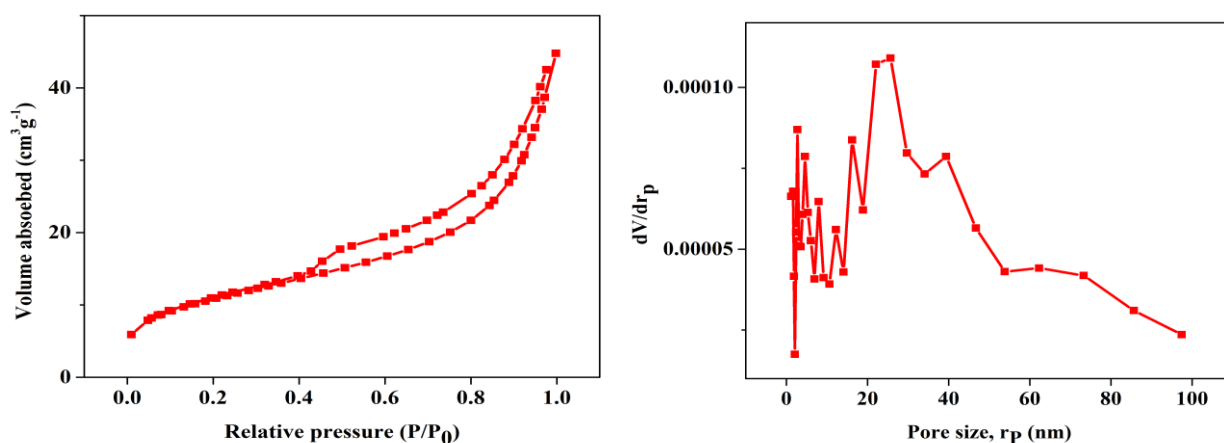 Volume absoebed (cm³g⁻¹)
40
20
0
0.0 0.2 0.4 0.6 0.8 1.0
Relative pressure (P/P₀)
dV/drₚ
0.00010
0.00005
0 20 40 60 80 100
Pore size, r_P (nm)